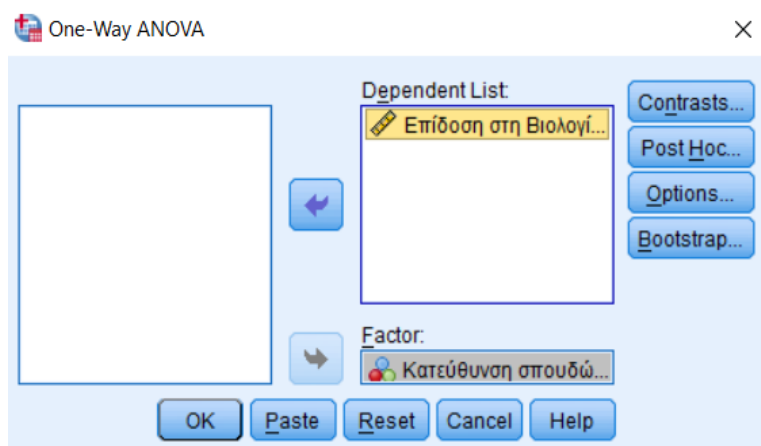 One-Way ANOVA
Dependent List:
Επίδοση στη Βιολογί...
Factor:
Κατεύθυνση σπουδώ...
Contrasts...
Post Hoc...
Options...
Bootstrap...
OK Paste Reset Cancel Help